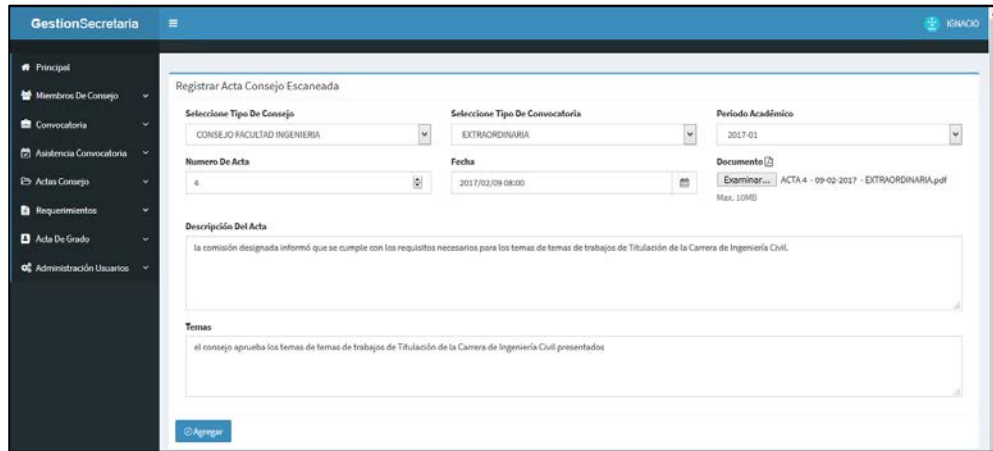 GestionSecretaria
IGNACIO
Principal
Miembros De Consejo
Convocatoria
Asistencia Convocatoria
Actas Consejo
Requerimientos
Acta De Grado
Administración Usuarios
Registrar Acta Consejo Escaneada
Seleccione Tipo De Consejo
CONSEJO FACULTAD INGENIERIA
Seleccione Tipo De Convocatoria
EXTRAORDINARIA
Periodo Académico
2017-01
Numero De Acta
4
Fecha
2017/02/09 08:00
Documento
Examinar... ACTA 4 - 09-02-2017 - EXTRAORDINARIA.pdf
Max. 10MB
Descripción Del Acta
la comisión designada informó que se cumple con los requisitos necesarios para los temas de temas de trabajos de Titulación de la Carrera de Ingeniería Civil.
Temas
el consejo aprueba los temas de temas de trabajos de Titulación de la Carrera de Ingeniería Civil presentados
Agregar